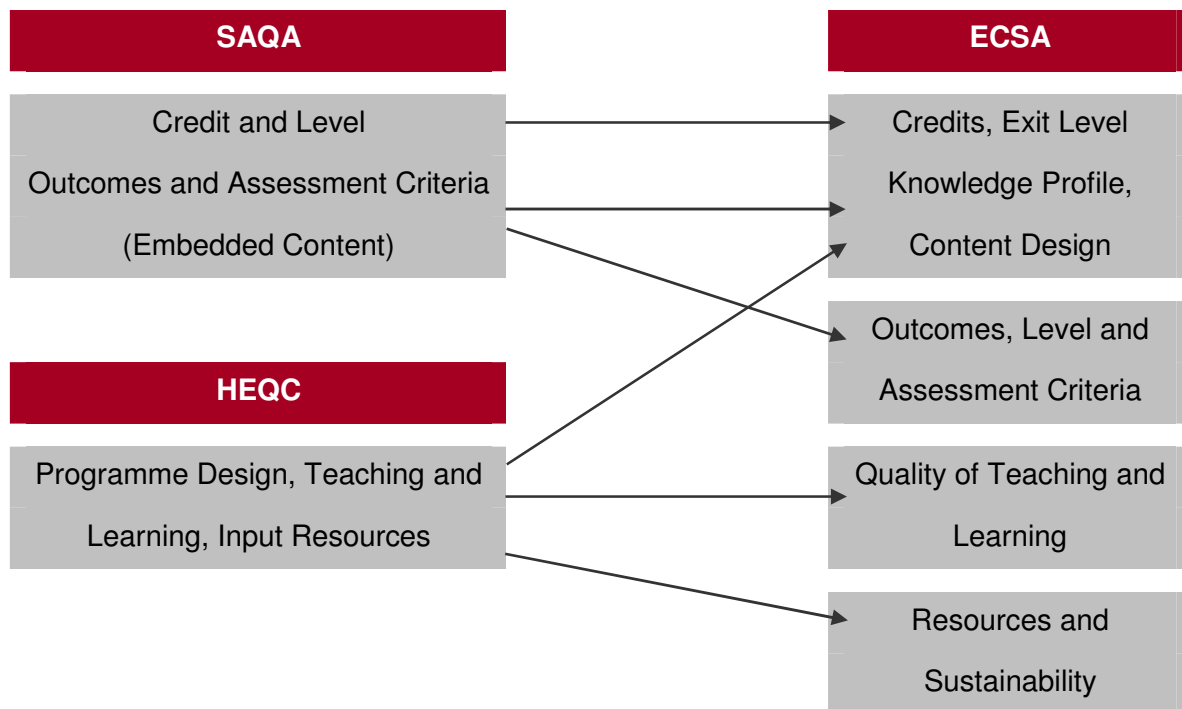 SAQA
Credit and Level
Outcomes and Assessment Criteria
(Embedded Content)
HEQC
Programme Design, Teaching and
Learning, Input Resources
ECSA
Credits, Exit Level
Knowledge Profile,
Content Design
Outcomes, Level and
Assessment Criteria
Quality of Teaching and
Learning
Resources and
Sustainability